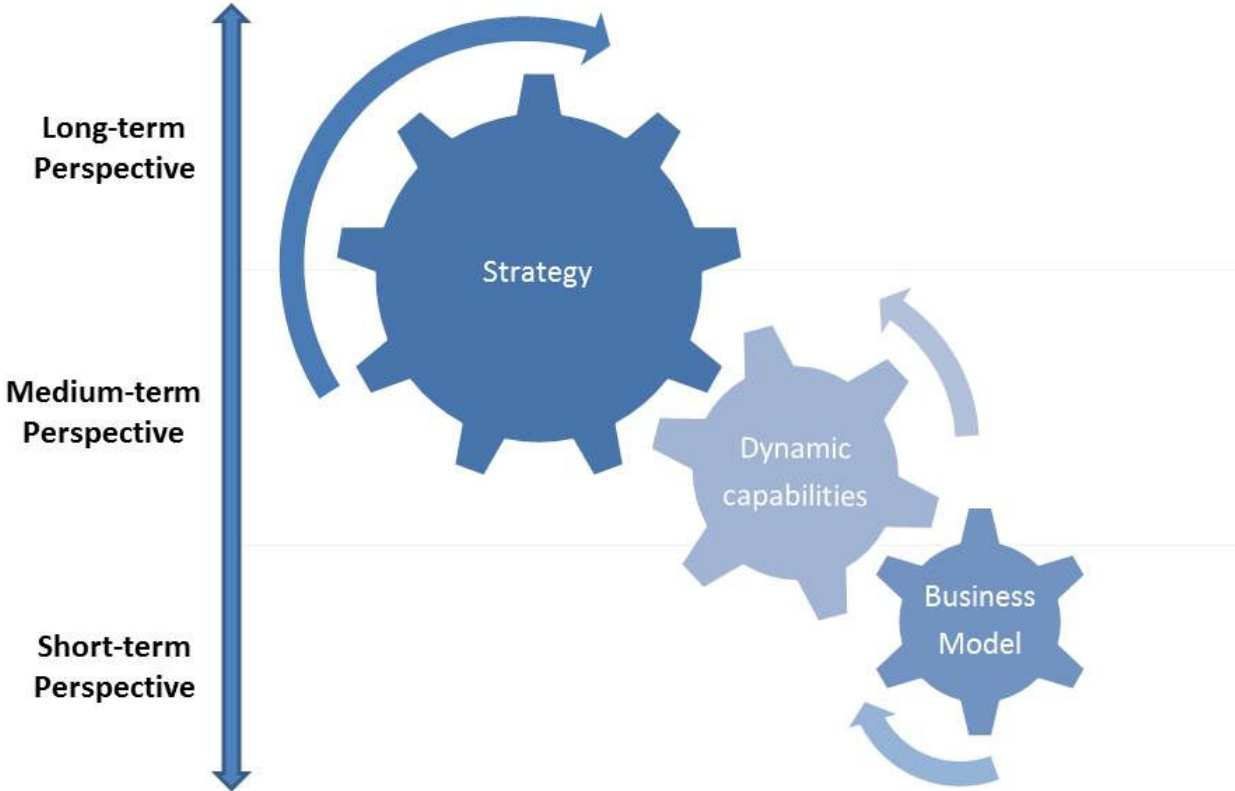 Long-term
Perspective
Strategy
Medium-term
Perspective
Dynamic
capabilities
Business
Model
Short-term
Perspective